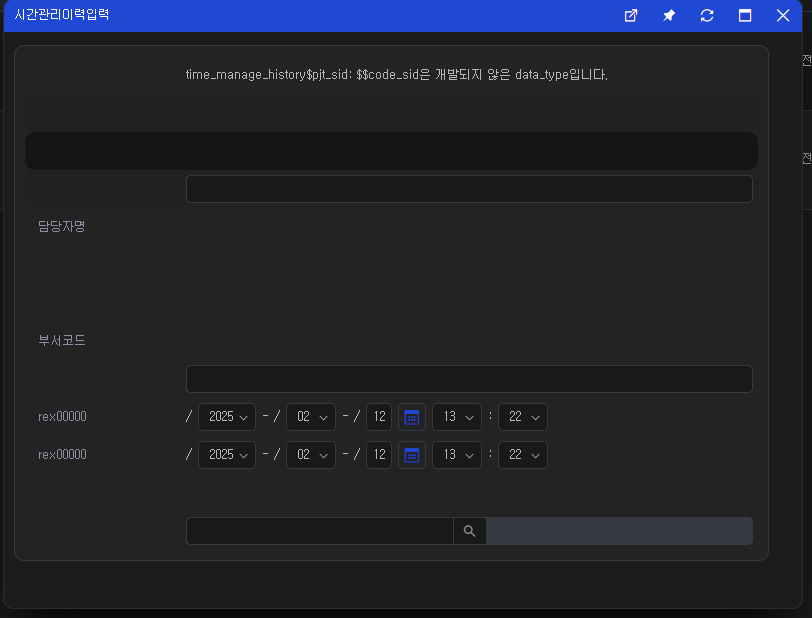 시간관리이력입력
전
time_manage_history$pjt_sid: $$code_sid은 개발되지 않은 data_type입니다.
전
담당자명
부서코드
rex00000 / 2025 - / 02 - / 12 13 : 22
rex00000 / 2025 - / 02 - / 12 13 : 22